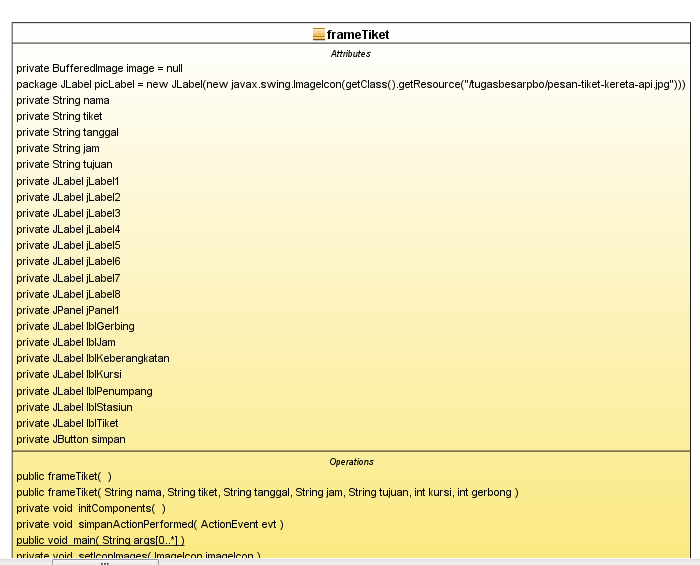 frameTiket
Attributes
private BufferedImage image = null
package JLabel picLabel = new JLabel(new javax.swing.ImageIcon(getClass().getResource("/tugasbesarpbo/pesan-tiket-kereta-api.jpg")))
private String nama
private String tiket
private String tanggal
private String jam
private String tujuan
private JLabel jLabel1
private JLabel jLabel2
private JLabel jLabel3
private JLabel jLabel4
private JLabel jLabel5
private JLabel jLabel6
private JLabel jLabel7
private JLabel jLabel8
private JPanel jPanel1
private JLabel lblGerbing
private JLabel lblJam
private JLabel lblKeberangkatan
private JLabel lblKursi
private JLabel lblPenumpang
private JLabel lblStasiun
private JLabel lblTiket
private JButton simpan
Operations
public frameTiket( )
public frameTiket( String nama, String tiket, String tanggal, String jam, String tujuan, int kursi, int gerbong )
private void initComponents( )
private void simpanActionPerformed( ActionEvent evt )
public void main( String args[0..*] )
private void setIconImages( ImageIcon imageIcon )